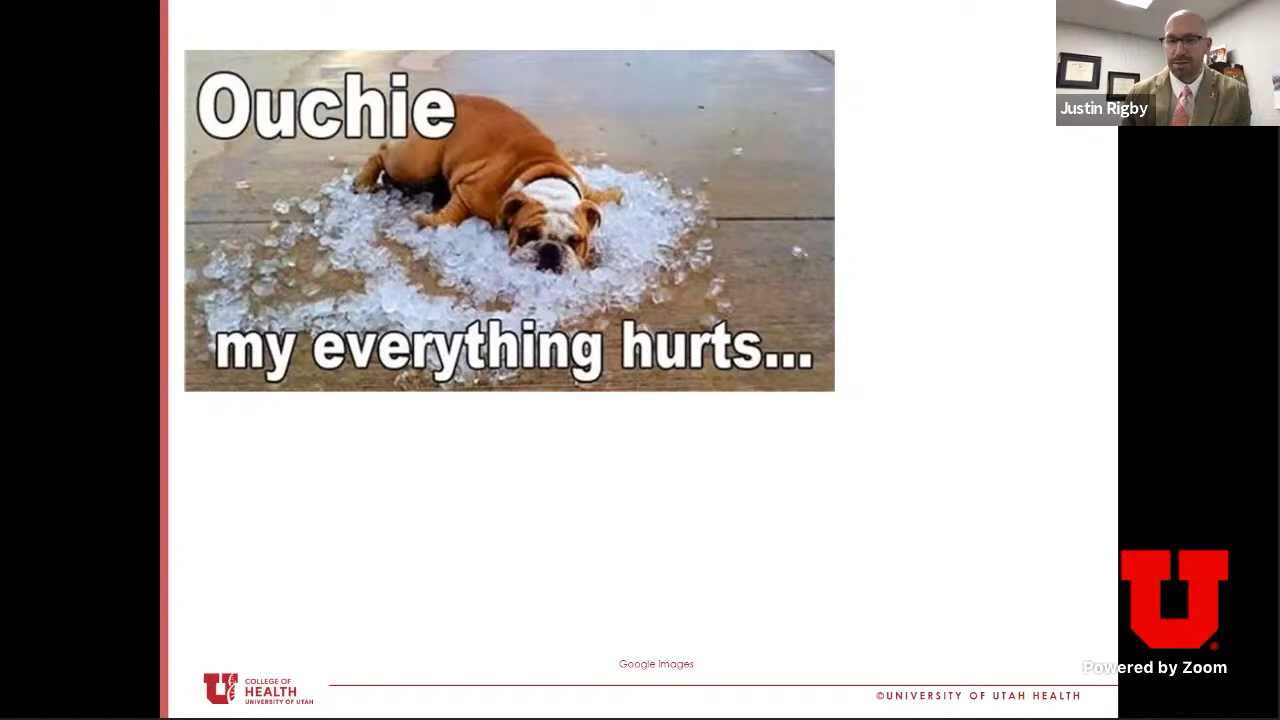 Ouchie
my everything hurts...
Justin Rigby
U
Powered by Zoom
Google Images
U
COLLEGE OF
HEALTH
UNIVERSITY OF UTAH
©UNIVERSITY OF UTAH HEALTH